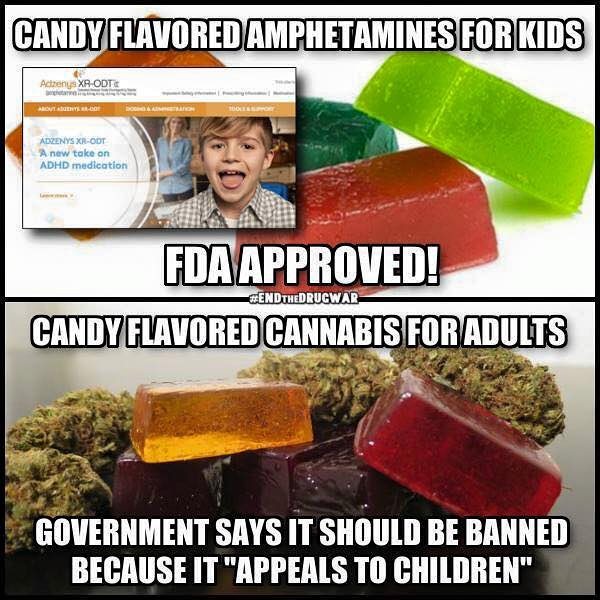 CANDY FLAVORED AMPHETAMINES FOR KIDS
Adzenys XR-ODT
ABOUT ADZENYS XR-ODT
DOSING & ADMINISTRATION
TOOLS & SUPPORT
ADZENYS XR-ODT
A new take on
ADHD medication
Learn more
FDA APPROVED!
#ENDTHEDRUGWAR
CANDY FLAVORED CANNABIS FOR ADULTS
GOVERNMENT SAYS IT SHOULD BE BANNED
BECAUSE IT "APPEALS TO CHILDREN"